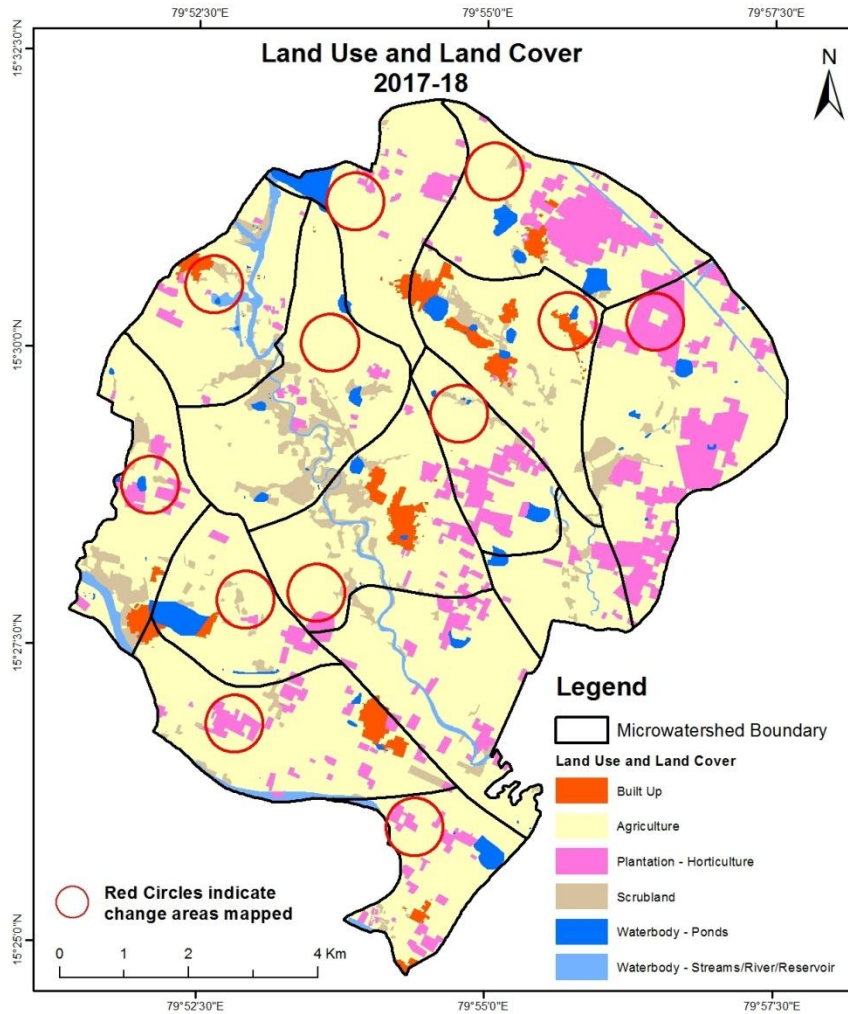 79°52'30"E 79°55'0"E 79°57'30"E
15°32'30"N
Land Use and Land Cover
2017-18
N
15°30'0"N
15°27'30"N
Legend
Microwatershed Boundary
Land Use and Land Cover
Built Up
Agriculture
Plantation - Horticulture
Scrubland
Waterbody - Ponds
Waterbody - Streams/River/Reservoir
Red Circles indicate
change areas mapped
0 1 2 4 Km
15°25'0"N
79°52'30"E 79°55'0"E 79°57'30"E